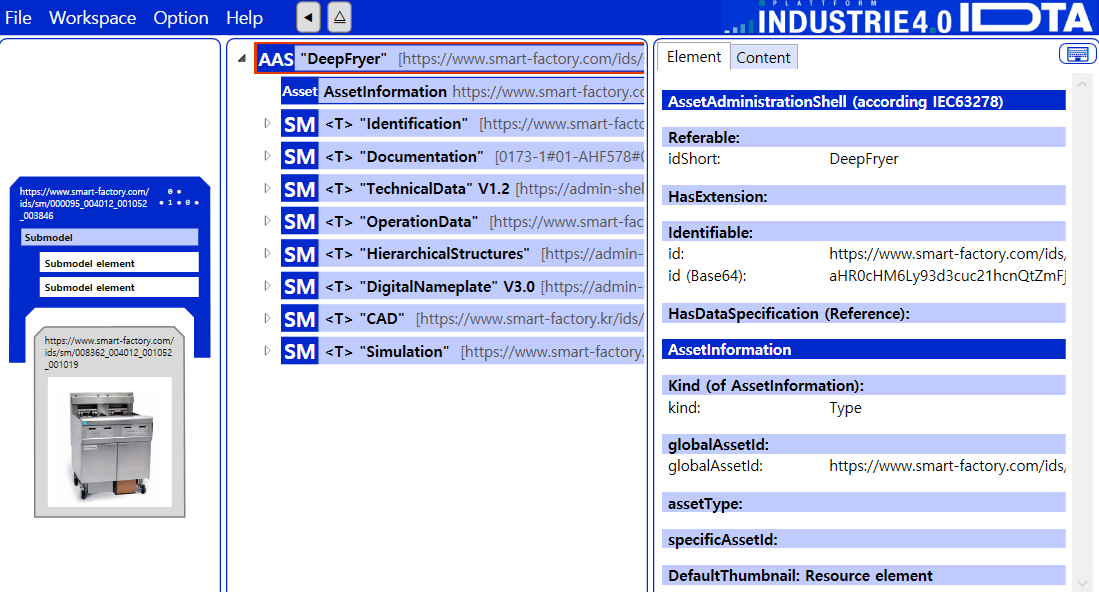 File Workspace Option Help
PLATTFORM
INDUSTRIE4.0 IDTA
https://www.smart-factory.com/
ids/sm/000095_004012_001052
_003846
0
1 0
Submodel
Submodel element
Submodel element
https://www.smart-factory.com/
ids/sm/008362_004012_001052
_001019
AAS "DeepFryer" [https://www.smart-factory.com/ids/
Asset AssetInformation https://www.smart-factory.co
SM <T> "Identification" [https://www.smart-facto
SM <T> "Documentation" [0173-1#01-AHF578#0
SM <T> "TechnicalData" V1.2 [https://admin-shel
SM <T> "OperationData" [https://www.smart-fac
SM <T> "HierarchicalStructures" [https://admin-
SM <T> "DigitalNameplate" V3.0 [https://admin-
SM <T> "CAD" [https://www.smart-factory.kr/ids/
SM <T> "Simulation" [https://www.smart-factory.
Element Content
AssetAdministrationShell (according IEC63278)
Referable:
idShort: DeepFryer
HasExtension:
Identifiable:
id: https://www.smart-factory.com/ids/
id (Base64): aHR0cHM6Ly93d3cuc21hcnQtZmFj
HasDataSpecification (Reference):
AssetInformation
Kind (of AssetInformation):
kind: Type
globalAssetId:
globalAssetId: https://www.smart-factory.com/ids/
assetType:
specificAssetId:
DefaultThumbnail: Resource element